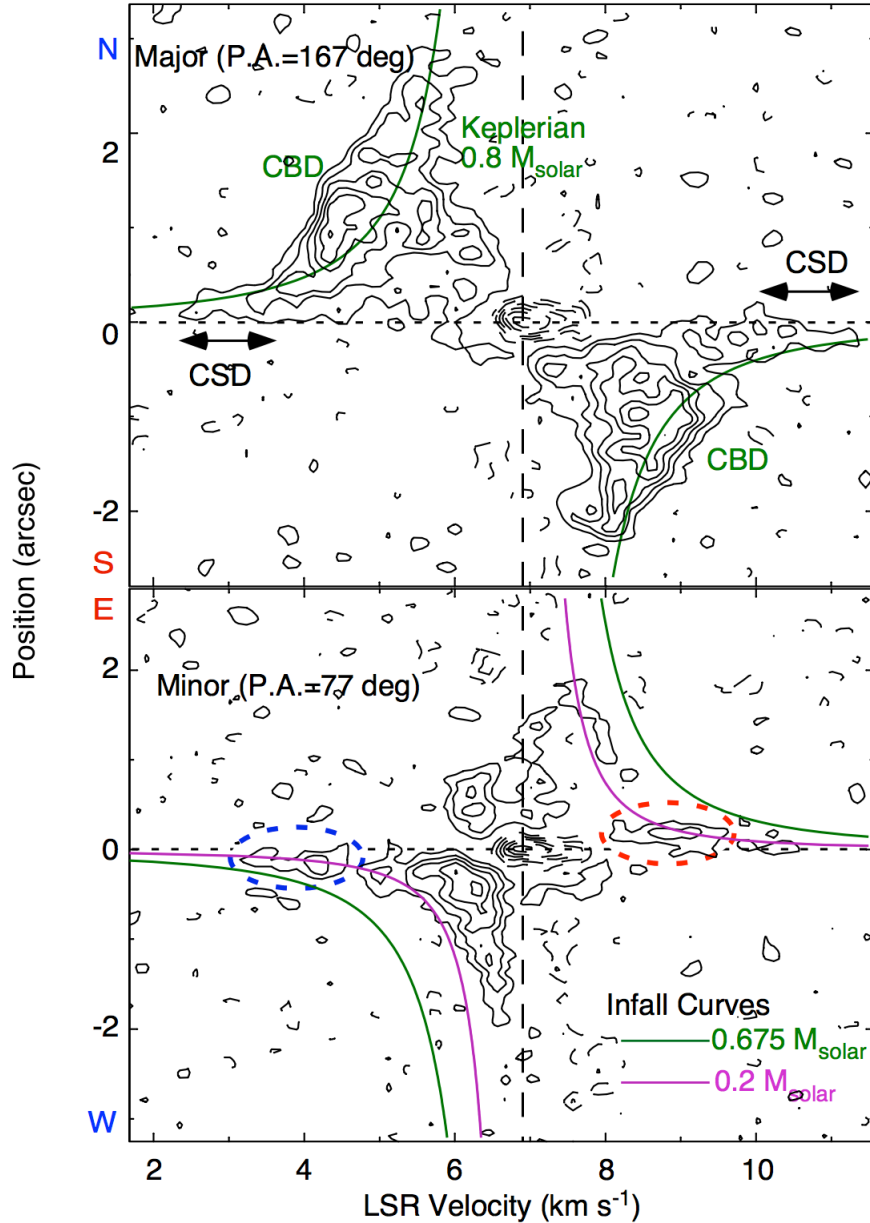 N
Major (P.A.=167 deg)
Keplerian
0.8 M_solar
CBD
2
CSD
0
CSD
CBD
-2
S
Position (arcsec)
E
2
Minor (P.A.=77 deg)
0
Infall Curves
0.675 M_solar
-2
0.2 M_solar
W
2 4 6 8 10
LSR Velocity (km s⁻¹)